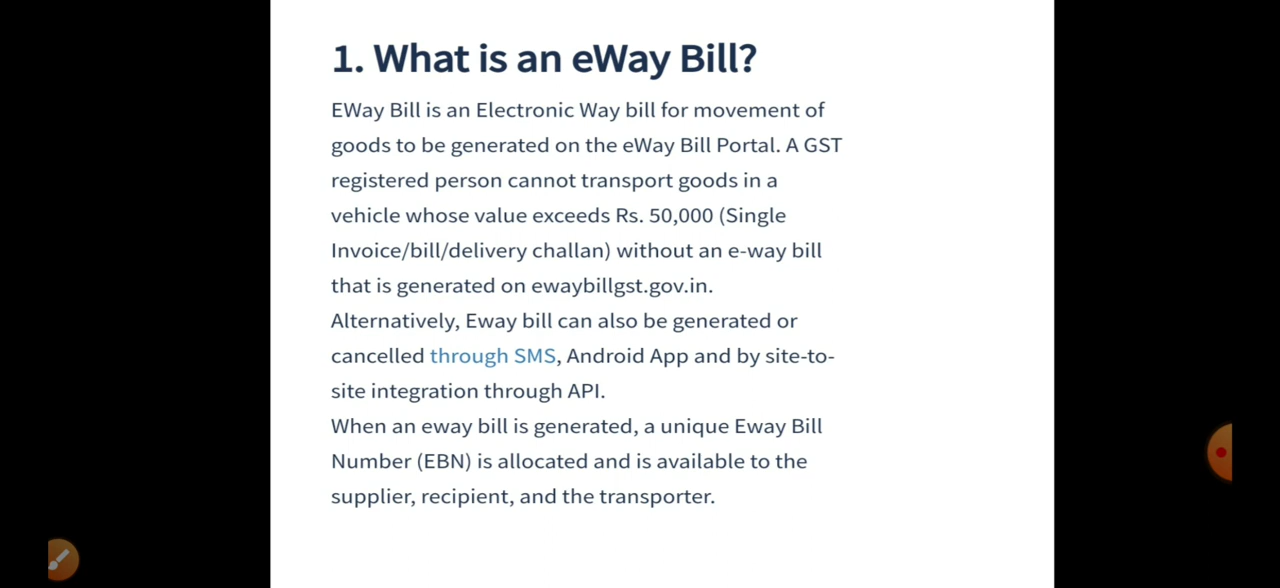 1. What is an eWay Bill?
EWay Bill is an Electronic Way bill for movement of
goods to be generated on the eWay Bill Portal. A GST
registered person cannot transport goods in a
vehicle whose value exceeds Rs. 50,000 (Single
Invoice/bill/delivery challan) without an e-way bill
that is generated on ewaybillgst.gov.in.
Alternatively, Eway bill can also be generated or
cancelled through SMS, Android App and by site-to-
site integration through API.
When an eway bill is generated, a unique Eway Bill
Number (EBN) is allocated and is available to the
supplier, recipient, and the transporter.